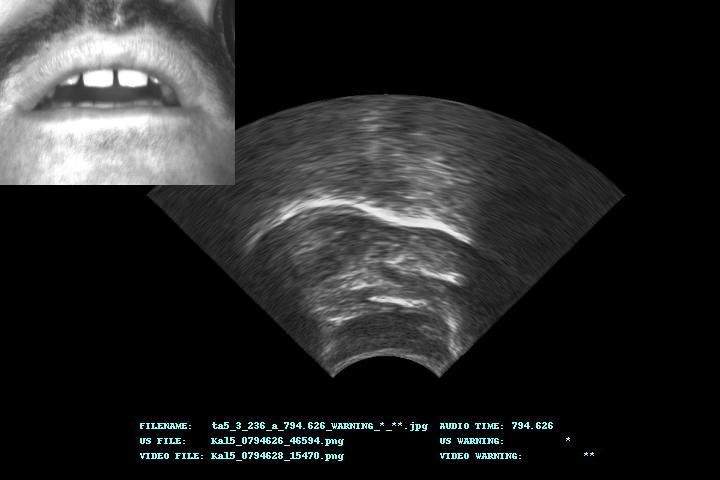 FILENAME: ta5_3_236_a_794.626_WARNING_*_**.jpg AUDIO TIME: 794.626
US FILE: Kal5_0794626_46594.png US WARNING: *
VIDEO FILE: Kal5_0794628_15470.png VIDEO WARNING: **